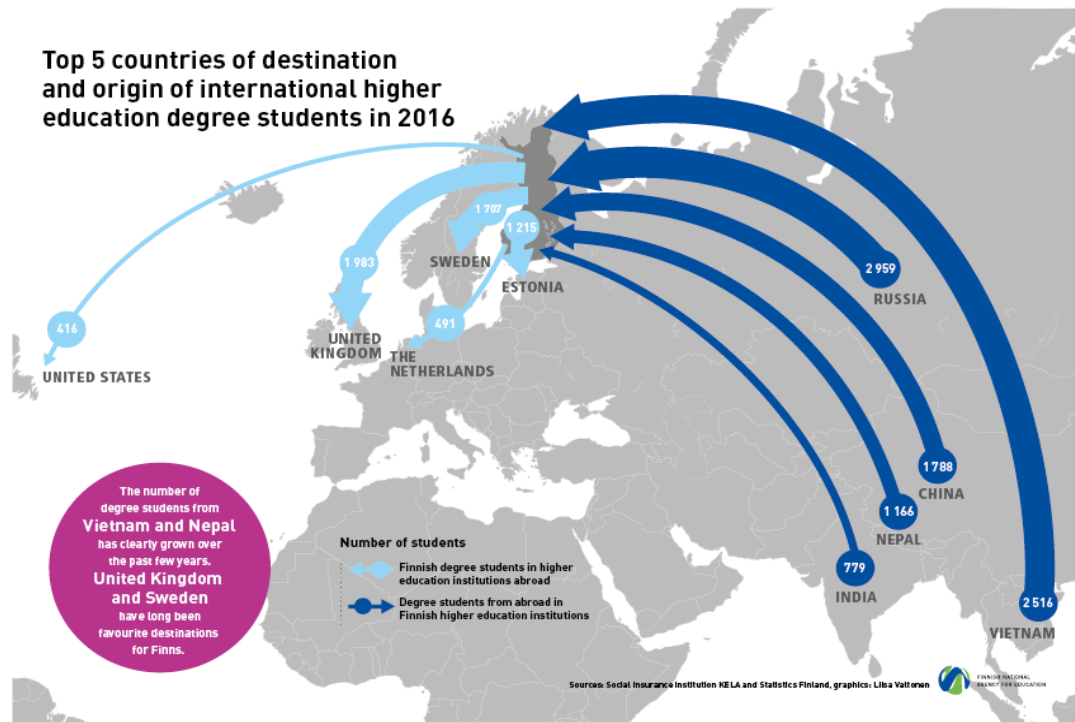 Top 5 countries of destination
and origin of international higher
education degree students in 2016
416
UNITED STATES
1 983
UNITED
KINGDOM
1 707
SWEDEN
1 215
ESTONIA
491
THE
NETHERLANDS
2 959
RUSSIA
1 788
CHINA
1 166
NEPAL
779
INDIA
2 516
VIETNAM
The number of
degree students from
Vietnam and Nepal
has clearly grown over
the past few years.
United Kingdom
and Sweden
have long been
favourite destinations
for Finns.
Number of students
Finnish degree students in higher
education institutions abroad
Degree students from abroad in
Finnish higher education institutions
Sources: Social Insurance Institution KELA and Statistics Finland, graphics: Liisa Valtonen
FINNISH NATIONAL
AGENCY FOR EDUCATION